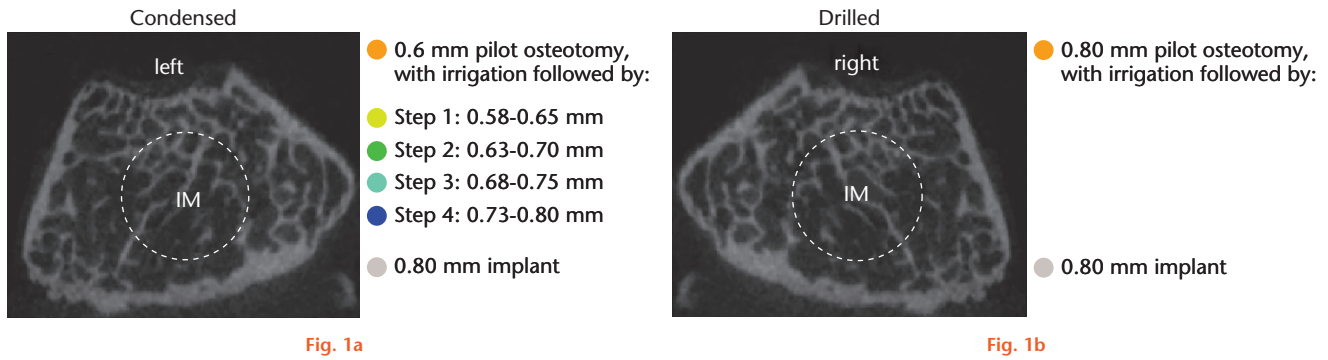 Condensed
left
IM
0.6 mm pilot osteotomy,
with irrigation followed by:
Step 1: 0.58-0.65 mm
Step 2: 0.63-0.70 mm
Step 3: 0.68-0.75 mm
Step 4: 0.73-0.80 mm
0.80 mm implant
Fig. 1a
Drilled
right
IM
0.80 mm pilot osteotomy,
with irrigation followed by:
0.80 mm implant
Fig. 1b